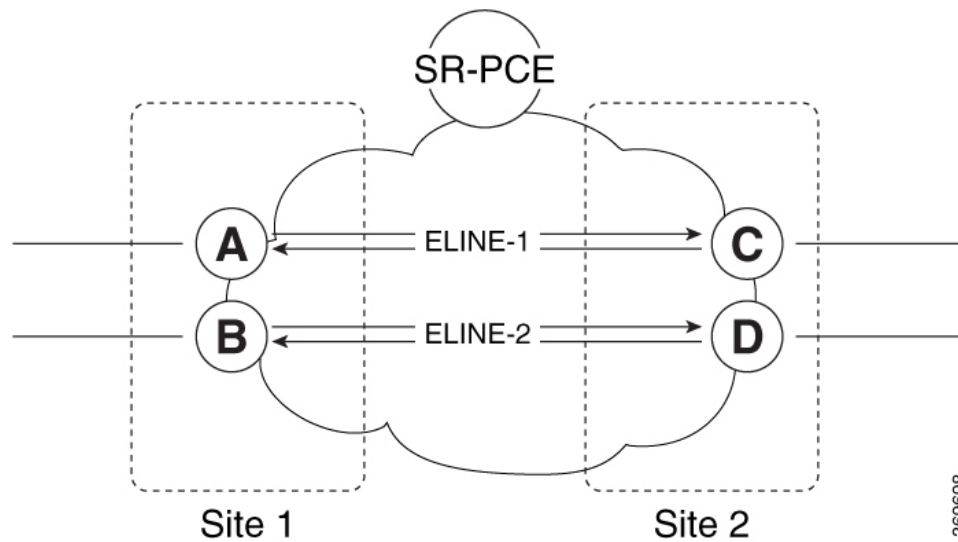 SR-PCE
A
ELINE-1
C
B
ELINE-2
D
Site 1
Site 2